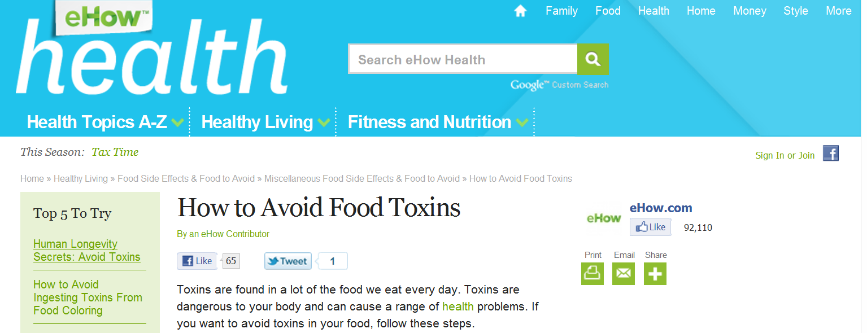 eHow™
health
Family Food Health Home Money Style More
Search eHow Health
Google™ Custom Search
Health Topics A-Z
Healthy Living
Fitness and Nutrition
This Season: Tax Time
Sign In or Join
Home » Healthy Living » Food Side Effects & Food to Avoid » Miscellaneous Food Side Effects & Food to Avoid » How to Avoid Food Toxins
Top 5 To Try
Human Longevity
Secrets: Avoid Toxins
How to Avoid
Ingesting Toxins From
Food Coloring
How to Avoid Food Toxins
By an eHow Contributor
Like 65
Tweet 1
Toxins are found in a lot of the food we eat every day. Toxins are
dangerous to your body and can cause a range of health problems. If
you want to avoid toxins in your food, follow these steps.
eHow
eHow.com
Like 92,110
Print Email Share